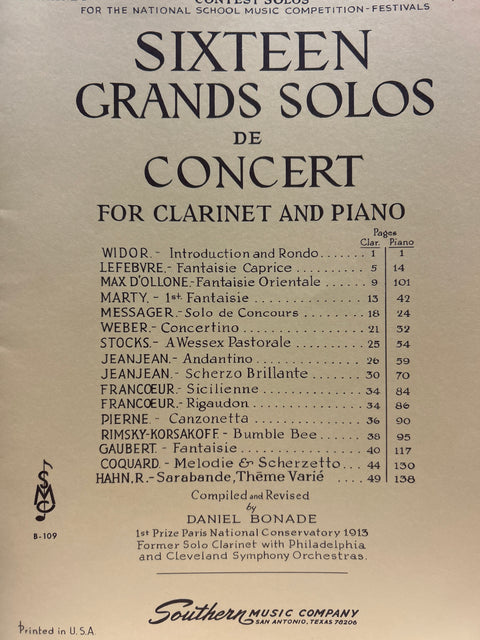 CONTEST SOLOS
FOR THE NATIONAL SCHOOL MUSIC COMPETITION-FESTIVALS
SIXTEEN
GRANDS SOLOS
DE
CONCERT
FOR CLARINET AND PIANO
Pages
Clar. Piano
WIDOR.- Introduction and Rondo....... 1 1
LEFEBVRE.- Fantaisie Caprice .......... 5 14
MAX D'OLLONE.- Fantaisie Orientale ... 9 101
MARTY.- 1st. Fantaisie ............ 13 42
MESSAGER.- Solo de Concours ....... 18 24
WEBER.- Concertino ............. 21 32
STOCKS.- A Wessex Pastorale ....... 25 54
JEANJEAN.- Andantino ............ 26 59
JEANJEAN.- Scherzo Brillante ....... 30 70
FRANCŒUR.- Sicilienne ........... 34 84
FRANCŒUR.- Rigaudon ............ 34 86
PIERNE.- Canzonetta ............. 36 90
RIMSKY-KORSAKOFF.- Bumble Bee .... 38 95
GAUBERT.- Fantaisie ............. 40 117
COQUARD.- Melodie & Scherzetto.... 44 130
HAHN, R.- Sarabande, Thême Varié ... 49 138
Compiled and Revised
by
DANIEL BONADE
1st Prize Paris National Conservatory 1913
Former Solo Clarinet with Philadelphia
and Cleveland Symphony Orchestras.
SMC
B-109
Southern MUSIC COMPANY
SAN ANTONIO, TEXAS 78206
Printed in U.S.A.